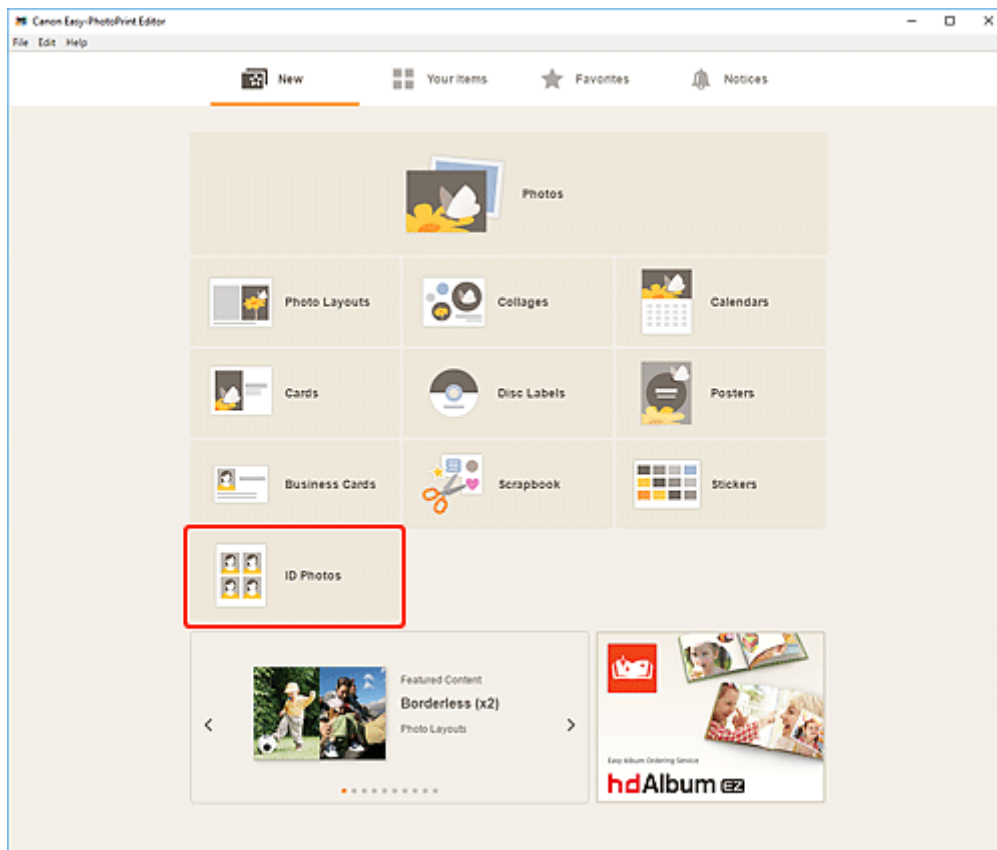 Canon Easy-PhotoPrint Editor
File Edit Help
New
Your items
Favorites
Notices
Photos
Photo Layouts
Collages
Calendars
Cards
Disc Labels
Posters
Business Cards
Scrapbook
Stickers
ID Photos
Featured Content
Borderless (x2)
Photo Layouts
Easy Album Ordering Service
hdAlbum EZ